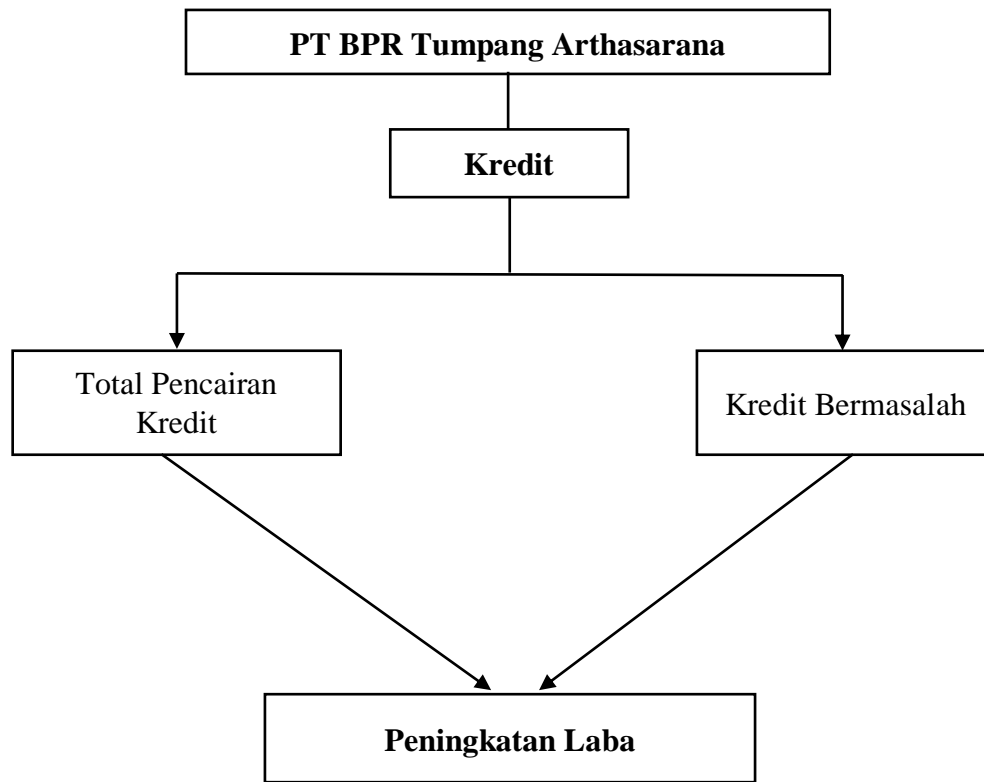 PT BPR Tumpang Arthasarana
Kredit
Total Pencairan
Kredit
Kredit Bermasalah
Peningkatan Laba